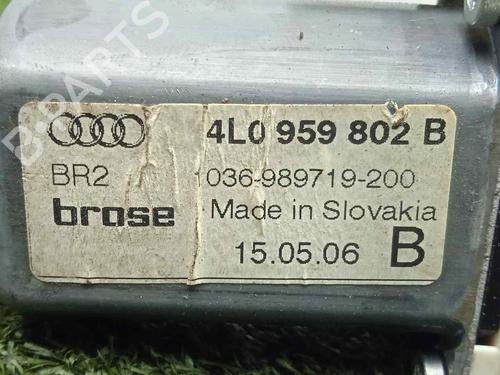 4L0 959 802 B
BR2 1036-989719-200
brose Made in Slovakia
15.05.06 B
B-PARTS